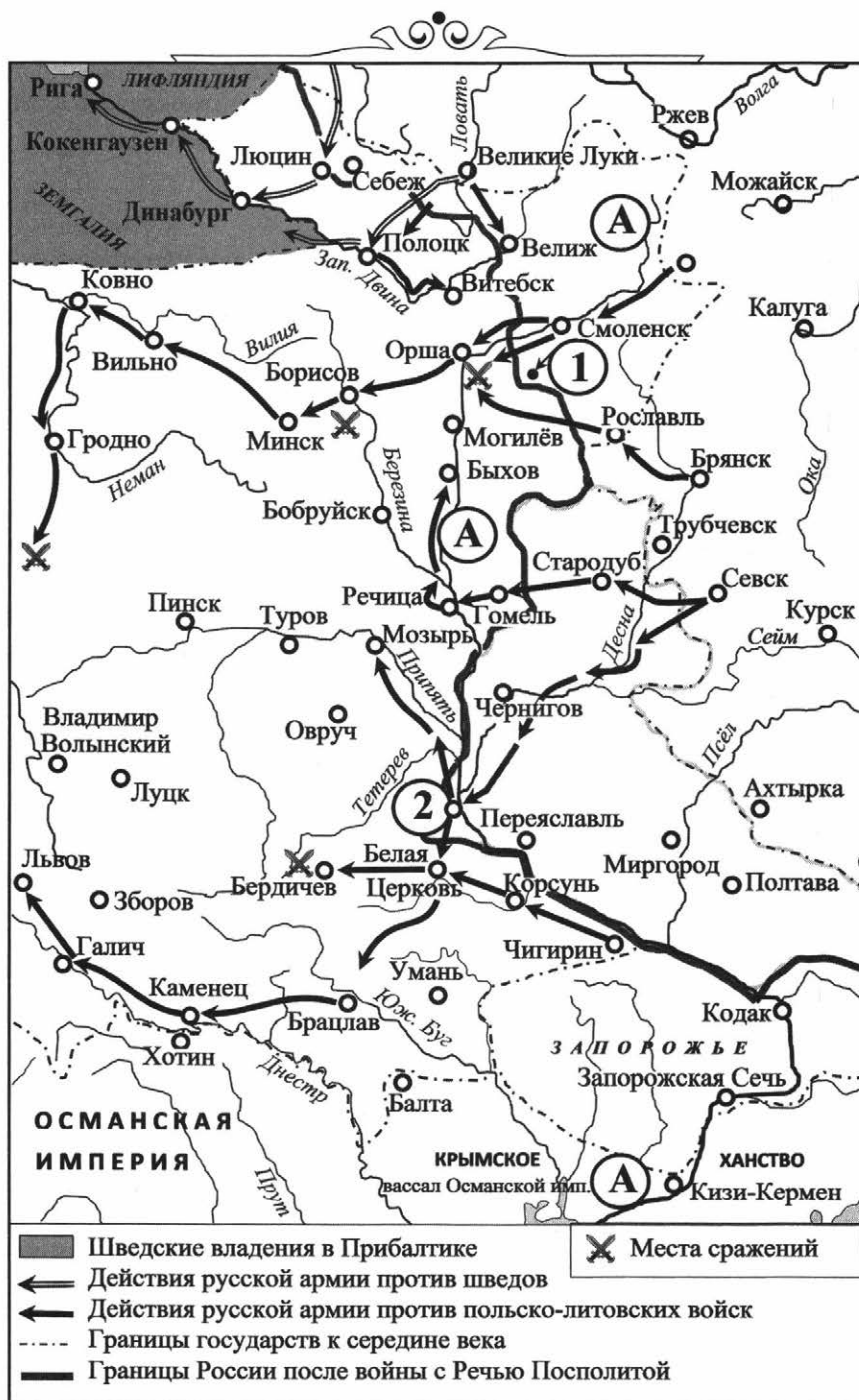 ЛИФЛЯНДИЯ
Рига
Кокенгаузен
ЗЕМГАЛИЯ
Динабург
Люцин
Себеж
Ловать
Великие Луки
Ржев
Волга
Можайск
А
Полоцк
Зап. Двина
Велиж
Витебск
Ковно
Вильно
Вилия
Орша
Смоленск
Калуга
1
Борисов
Минск
Гродно
Неман
Могилёв
Рославль
Быхов
Березина
Брянск
Ока
Бобруйск
А
Трубчевск
Стародуб
Речица
Гомель
Севск
Десна
Курск
Сейм
Пинск
Туров
Мозырь
Припять
Чернигов
Владимир
Волынский
Овруч
Луцк
Тетерев
Псёл
Ахтырка
2
Переяславль
Миргород
Полтава
Львов
Бердичев
Белая
Церковь
Корсунь
Зборов
Чигирин
Галич
Каменец
Умань
Брацлав
Юж. Буг
Кодак
Хотин
Днестр
ЗАПОРОЖЬЕ
Балта
Запорожская Сечь
ОСМАНСКАЯ
ИМПЕРИЯ
Прут
КРЫМСКОЕ
ХАНСТВО
вассал Османской имп.
А
Кизи-Кермен
Шведские владения в Прибалтике
Места сражений
Действия русской армии против шведов
Действия русской армии против польско-литовских войск
Границы государств к середине века
Границы России после войны с Речью Посполитой